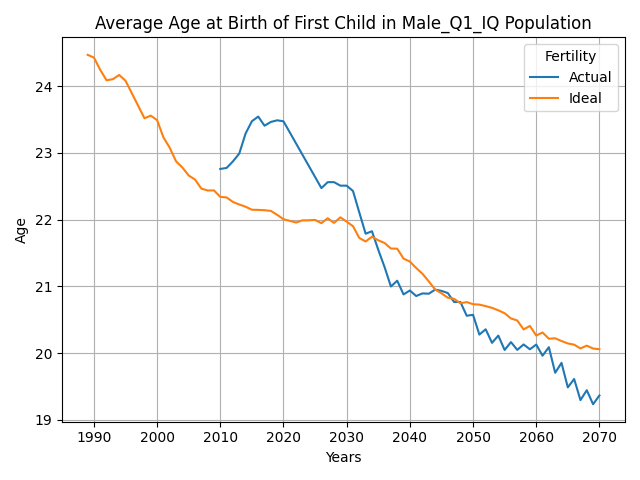 Average Age at Birth of First Child in Male_Q1_IQ Population
Fertility
Actual
Ideal
Age
24
23
22
21
20
19
1990
2000
2010
2020
2030
2040
2050
2060
2070
Years